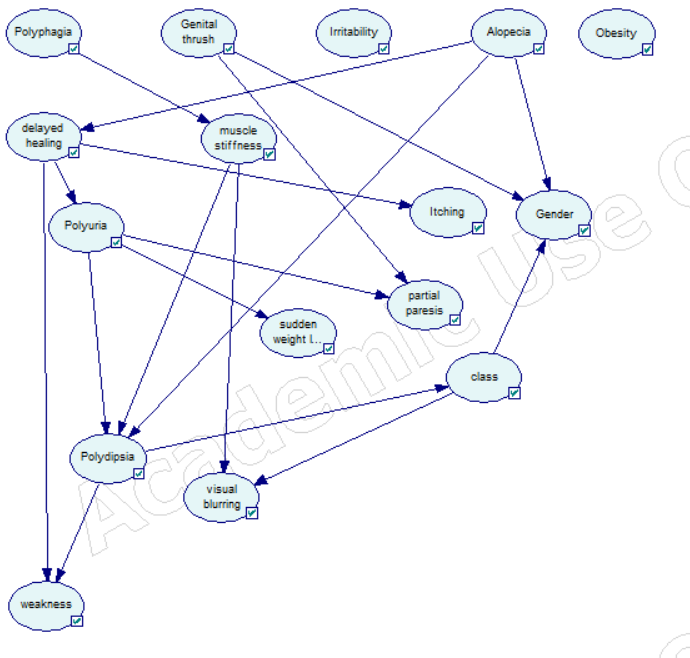 Polyphagia
Genital
thrush
Irritability
Alopecia
Obesity
delayed
healing
muscle
stiffness
Itching
Gender
Polyuria
partial
paresis
sudden
weight l...
class
Polydipsia
visual
blurring
weakness
Academic Use O